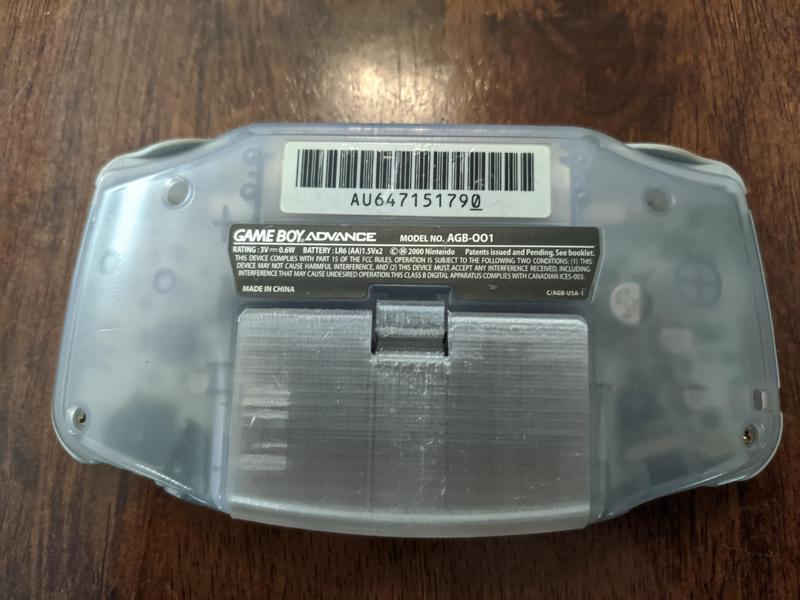 AU647151790
GAME BOY ADVANCE MODEL NO. AGB-001
RATING : 3V⎓0.6W BATTERY : LR6 (AA)1.5Vx2 ©Ⓜ 2000 Nintendo Patents issued and Pending, See booklet.
THIS DEVICE COMPLIES WITH PART 15 OF THE FCC RULES. OPERATION IS SUBJECT TO THE FOLLOWING TWO CONDITIONS: (1) THIS
DEVICE MAY NOT CAUSE HARMFUL INTERFERENCE, AND (2) THIS DEVICE MUST ACCEPT ANY INTERFERENCE RECEIVED, INCLUDING
INTERFERENCE THAT MAY CAUSE UNDESIRED OPERATION.THIS CLASS B DIGITAL APPARATUS COMPLIES WITH CANADIAN ICES-003.
MADE IN CHINA C/AGB-USA-1